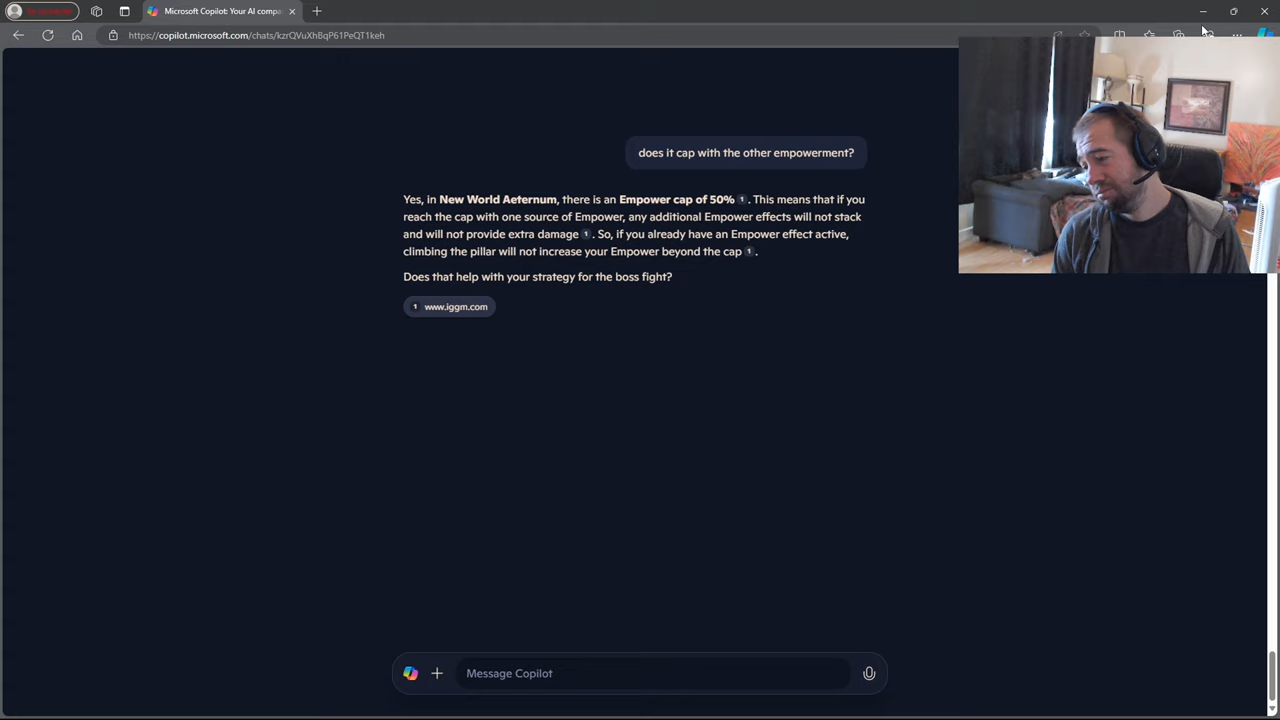 Microsoft Copilot: Your AI compa
https://copilot.microsoft.com/chats/kzrQVuXhBqP61PeQT1keh
does it cap with the other empowerment?
Yes, in New World Aeternum, there is an Empower cap of 50% 1 . This means that if you
reach the cap with one source of Empower, any additional Empower effects will not stack
and will not provide extra damage 1 . So, if you already have an Empower effect active,
climbing the pillar will not increase your Empower beyond the cap 1 .
Does that help with your strategy for the boss fight?
1 www.iggm.com
Message Copilot